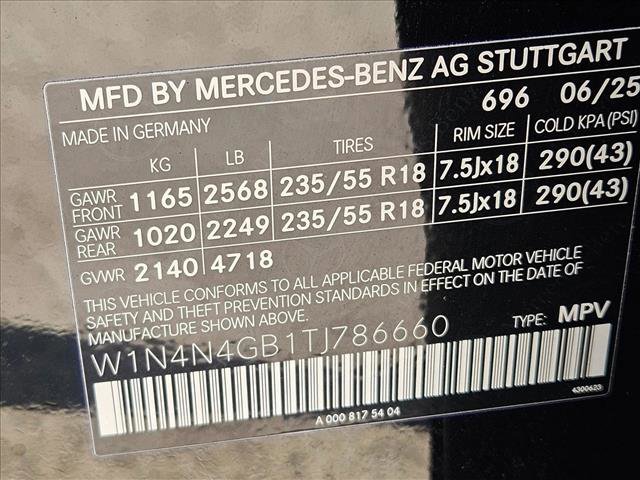 MFD BY MERCEDES-BENZ AG STUTTGART
696 06/25
MADE IN GERMANY
KG LB TIRES RIM SIZE COLD KPA(PSI)
GAWR FRONT 1165 2568 235/55 R18 7.5Jx18 290(43)
GAWR REAR 1020 2249 235/55 R18 7.5Jx18 290(43)
GVWR 2140 4718
THIS VEHICLE CONFORMS TO ALL APPLICABLE FEDERAL MOTOR VEHICLE
SAFETY AND THEFT PREVENTION STANDARDS IN EFFECT ON THE DATE OF
MANUFACTURE SHOWN ABOVE.
W1N4N4GB1TJ786660 TYPE: MPV
4300623
A 000 817 54 04